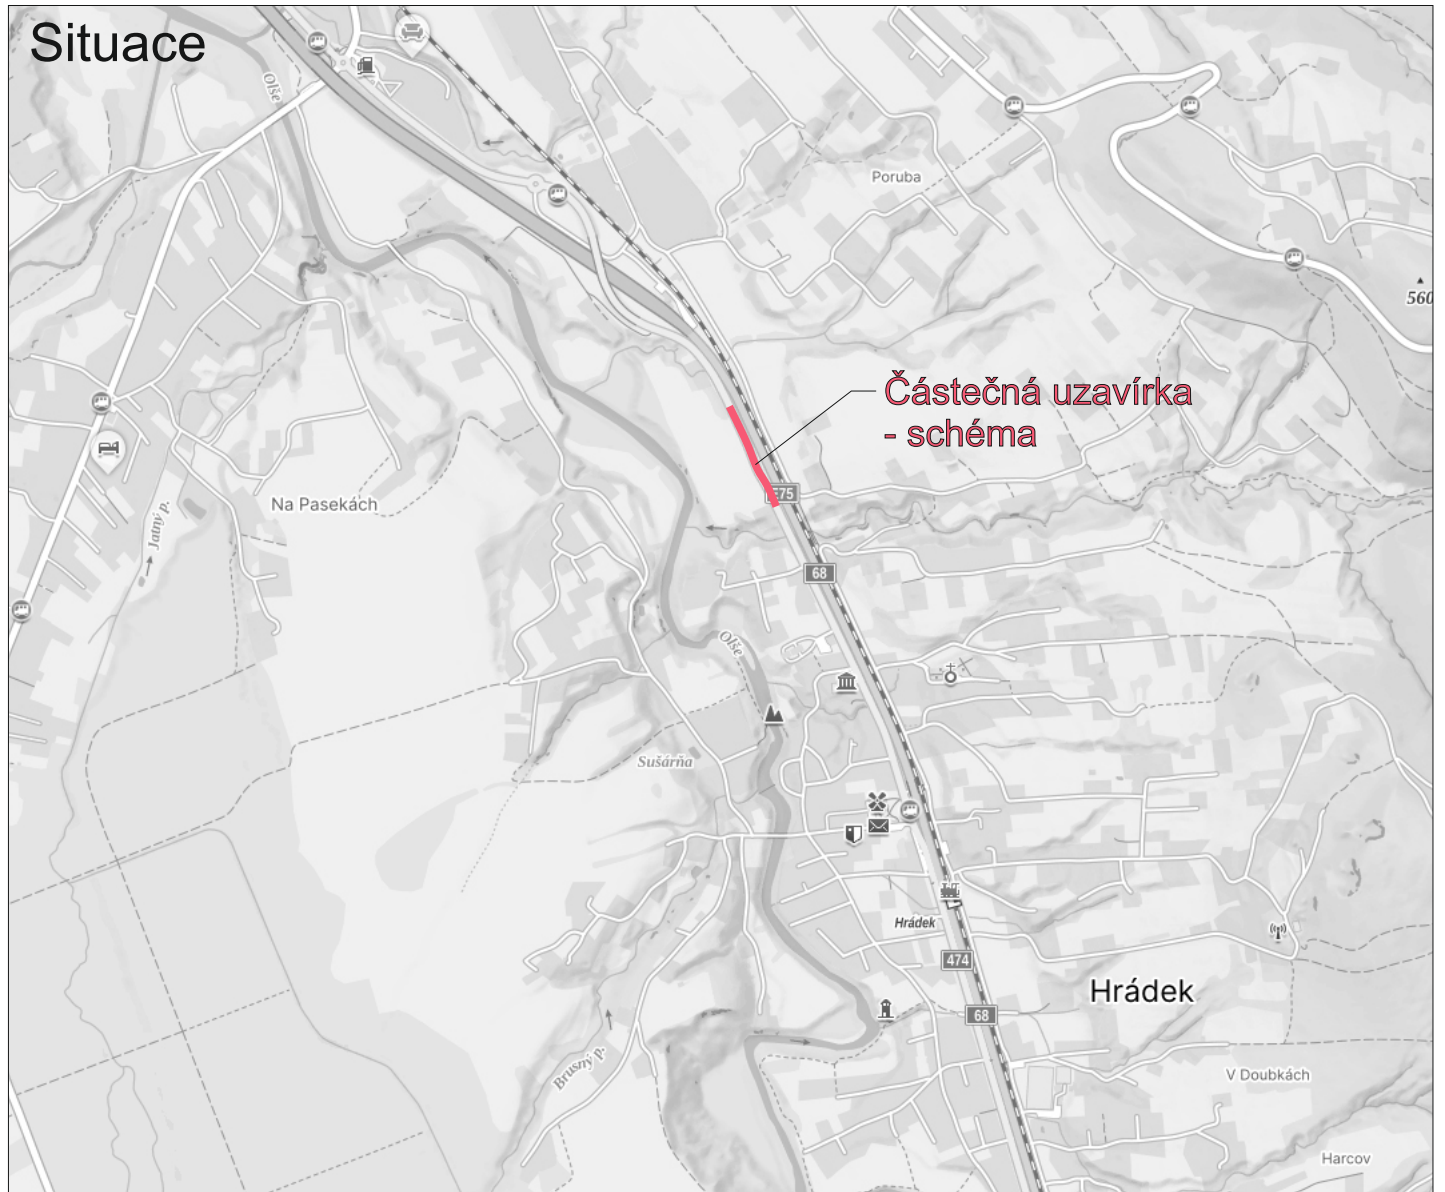 Situace
Olše
Poruba
560
Částečná uzavírka
- schéma
E75
Na Pasekách
Jatný p.
68
Olše
Sušárňa
Hrádek
474
Hrádek
68
Brusný p.
V Doubkách
Harcov